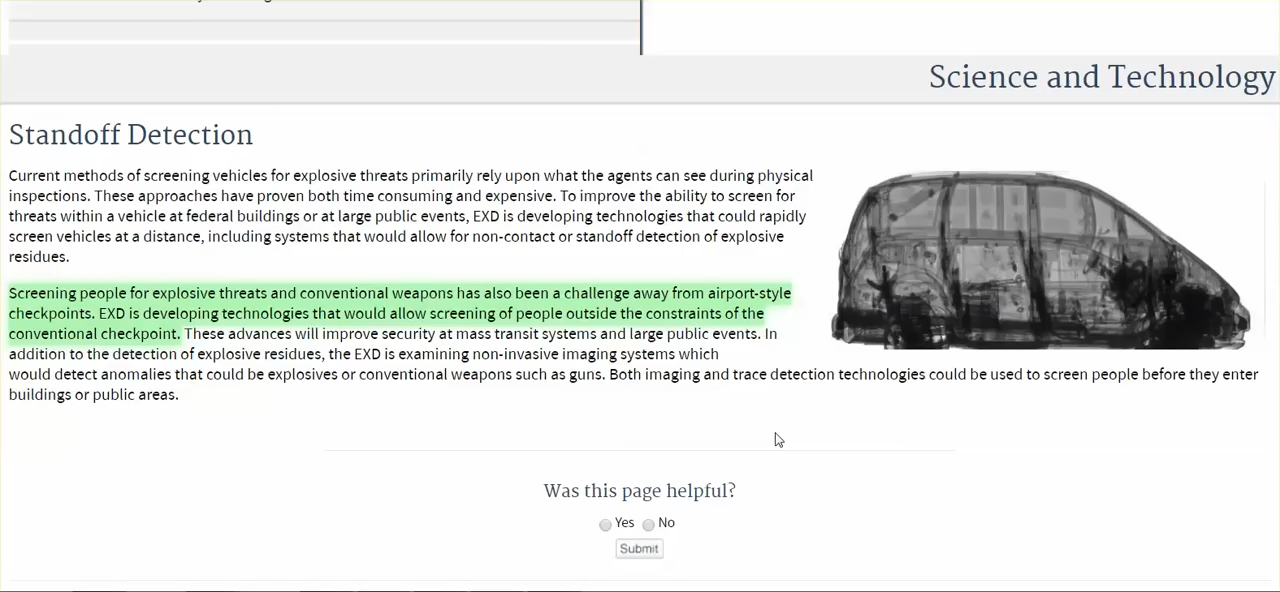 Science and Technology
Standoff Detection
Current methods of screening vehicles for explosive threats primarily rely upon what the agents can see during physical
inspections. These approaches have proven both time consuming and expensive. To improve the ability to screen for
threats within a vehicle at federal buildings or at large public events, EXD is developing technologies that could rapidly
screen vehicles at a distance, including systems that would allow for non-contact or standoff detection of explosive
residues.
Screening people for explosive threats and conventional weapons has also been a challenge away from airport-style
checkpoints. EXD is developing technologies that would allow screening of people outside the constraints of the
conventional checkpoint. These advances will improve security at mass transit systems and large public events. In
addition to the detection of explosive residues, the EXD is examining non-invasive imaging systems which
would detect anomalies that could be explosives or conventional weapons such as guns. Both imaging and trace detection technologies could be used to screen people before they enter
buildings or public areas.
Was this page helpful?
Yes No
Submit